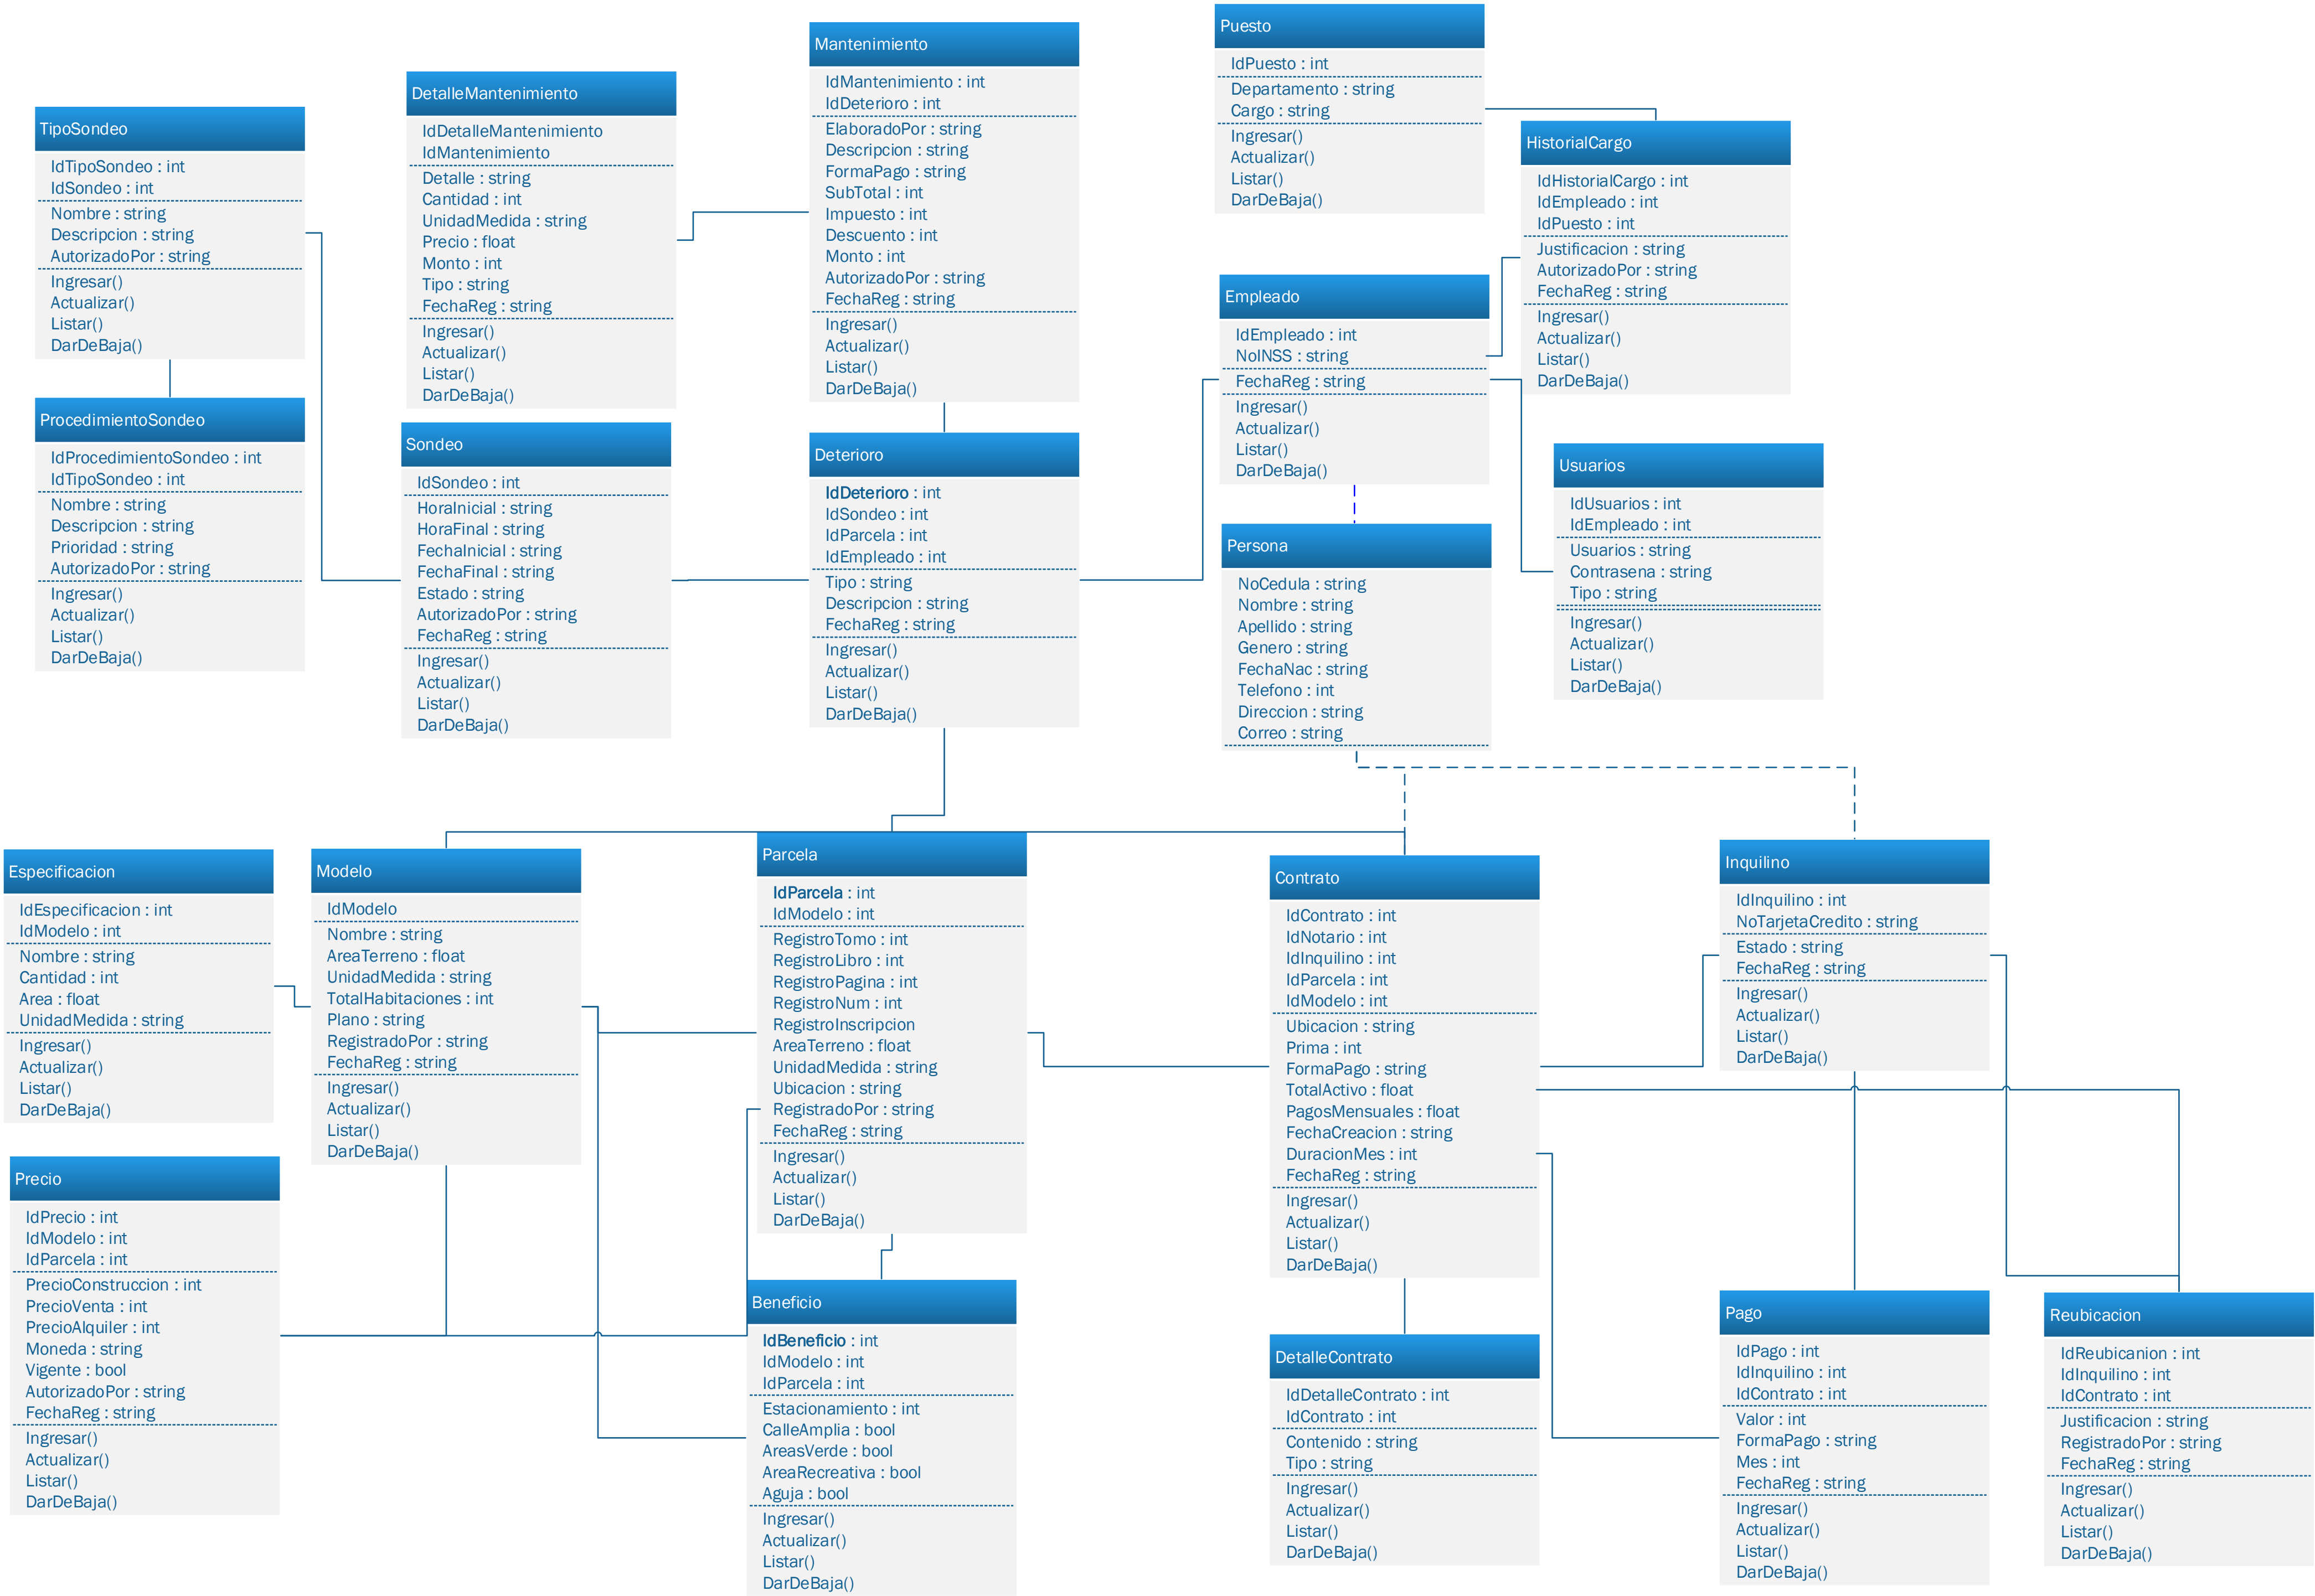 Puesto
IdPuesto : int
Departamento : string
Cargo : string
Ingresar()
Actualizar()
Listar()
DarDeBaja()
Mantenimiento
IdMantenimiento : int
IdDeterioro : int
ElaboradoPor : string
Descripcion : string
FormaPago : string
SubTotal : int
Impuesto : int
Descuento : int
Monto : int
AutorizadoPor : string
FechaReg : string
Ingresar()
Actualizar()
Listar()
DarDeBaja()
DetalleMantenimiento
IdDetalleMantenimiento
IdMantenimiento
Detalle : string
Cantidad : int
UnidadMedida : string
Precio : float
Monto : int
Tipo : string
FechaReg : string
Ingresar()
Actualizar()
Listar()
DarDeBaja()
TipoSondeo
IdTipoSondeo : int
IdSondeo : int
Nombre : string
Descripcion : string
AutorizadoPor : string
Ingresar()
Actualizar()
Listar()
DarDeBaja()
HistorialCargo
IdHistorialCargo : int
IdEmpleado : int
IdPuesto : int
Justificacion : string
AutorizadoPor : string
FechaReg : string
Ingresar()
Actualizar()
Listar()
DarDeBaja()
Empleado
IdEmpleado : int
NoINSS : string
FechaReg : string
Ingresar()
Actualizar()
Listar()
DarDeBaja()
ProcedimientoSondeo
IdProcedimientoSondeo : int
IdTipoSondeo : int
Nombre : string
Descripcion : string
Prioridad : string
AutorizadoPor : string
Ingresar()
Actualizar()
Listar()
DarDeBaja()
Sondeo
IdSondeo : int
HoraInicial : string
HoraFinal : string
FechaInicial : string
FechaFinal : string
Estado : string
AutorizadoPor : string
FechaReg : string
Ingresar()
Actualizar()
Listar()
DarDeBaja()
Deterioro
IdDeterioro : int
IdSondeo : int
IdParcela : int
IdEmpleado : int
Tipo : string
Descripcion : string
FechaReg : string
Ingresar()
Actualizar()
Listar()
DarDeBaja()
Usuarios
IdUsuarios : int
IdEmpleado : int
Usuarios : string
Contrasena : string
Tipo : string
Ingresar()
Actualizar()
Listar()
DarDeBaja()
Persona
NoCedula : string
Nombre : string
Apellido : string
Genero : string
FechaNac : string
Telefono : int
Direccion : string
Correo : string
Especificacion
IdEspecificacion : int
IdModelo : int
Nombre : string
Cantidad : int
Area : float
UnidadMedida : string
Ingresar()
Actualizar()
Listar()
DarDeBaja()
Modelo
IdModelo
Nombre : string
AreaTerreno : float
UnidadMedida : string
TotalHabitaciones : int
Plano : string
RegistradoPor : string
FechaReg : string
Ingresar()
Actualizar()
Listar()
DarDeBaja()
Parcela
IdParcela : int
IdModelo : int
RegistroTomo : int
RegistroLibro : int
RegistroPagina : int
RegistroNum : int
RegistroInscripcion
AreaTerreno : float
UnidadMedida : string
Ubicacion : string
RegistradoPor : string
FechaReg : string
Ingresar()
Actualizar()
Listar()
DarDeBaja()
Contrato
IdContrato : int
IdNotario : int
IdInquilino : int
IdParcela : int
IdModelo : int
Ubicacion : string
Prima : int
FormaPago : string
TotalActivo : float
PagosMensuales : float
FechaCreacion : string
DuracionMes : int
FechaReg : string
Ingresar()
Actualizar()
Listar()
DarDeBaja()
Inquilino
IdInquilino : int
NoTarjetaCredito : string
Estado : string
FechaReg : string
Ingresar()
Actualizar()
Listar()
DarDeBaja()
Precio
IdPrecio : int
IdModelo : int
IdParcela : int
PrecioConstruccion : int
PrecioVenta : int
PrecioAlquiler : int
Moneda : string
Vigente : bool
AutorizadoPor : string
FechaReg : string
Ingresar()
Actualizar()
Listar()
DarDeBaja()
Beneficio
IdBeneficio : int
IdModelo : int
IdParcela : int
Estacionamiento : int
CalleAmplia : bool
AreasVerde : bool
AreaRecreativa : bool
Aguja : bool
Ingresar()
Actualizar()
Listar()
DarDeBaja()
DetalleContrato
IdDetalleContrato : int
IdContrato : int
Contenido : string
Tipo : string
Ingresar()
Actualizar()
Listar()
DarDeBaja()
Pago
IdPago : int
IdInquilino : int
IdContrato : int
Valor : int
FormaPago : string
Mes : int
FechaReg : string
Ingresar()
Actualizar()
Listar()
DarDeBaja()
Reubicacion
IdReubicanion : int
IdInquilino : int
IdContrato : int
Justificacion : string
RegistradoPor : string
FechaReg : string
Ingresar()
Actualizar()
Listar()
DarDeBaja()